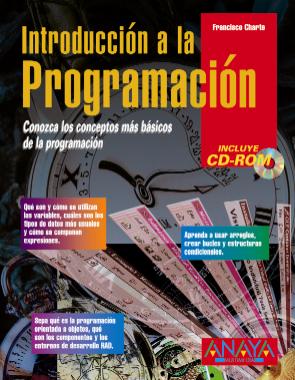 Francisco Charte
Introducción a la
Programación
Conozca los conceptos más básicos
de la programación
INCLUYE
CD-ROM
Qué son y cómo se utilizan
las variables, cuáles son los
tipos de datos más usuales
y cómo se componen
expresiones.
Aprenda a usar arreglos,
crear bucles y estructuras
condicionales.
Sepa qué es la programación
orientada a objetos, qué
son los componentes y los
entornos de desarrollo RAD.
ANAYA
MULTIMEDIA